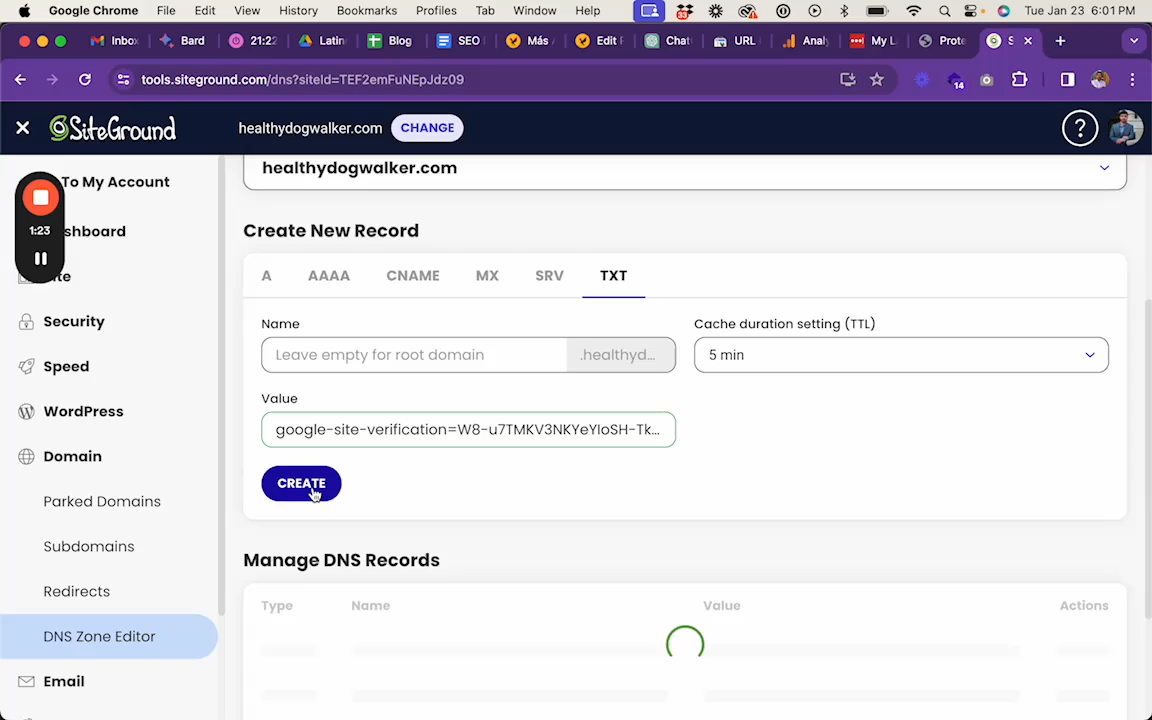 Google Chrome File Edit View History Bookmarks Profiles Tab Window Help 33 Tue Jan 23 6:01 PM
Inbo Bard 21:22 Latin Blog SEO Más Edit F Chat URL Analy My L Prote S
tools.siteground.com/dns?siteId=TEF2emFuNEpJdz09 14
SiteGround healthydogwalker.com CHANGE ?
To My Account
healthydogwalker.com
1:23
shboard
Create New Record
te
A AAAA CNAME MX SRV TXT
Security
Name Cache duration setting (TTL)
Leave empty for root domain .healthyd... 5 min
Speed
Value
WordPress
google-site-verification=W8-u7TMKV3NKYeYIoSH-Tk...
Domain
CREATE
Parked Domains
Subdomains
Manage DNS Records
Redirects
Type Name Value Actions
DNS Zone Editor
Email